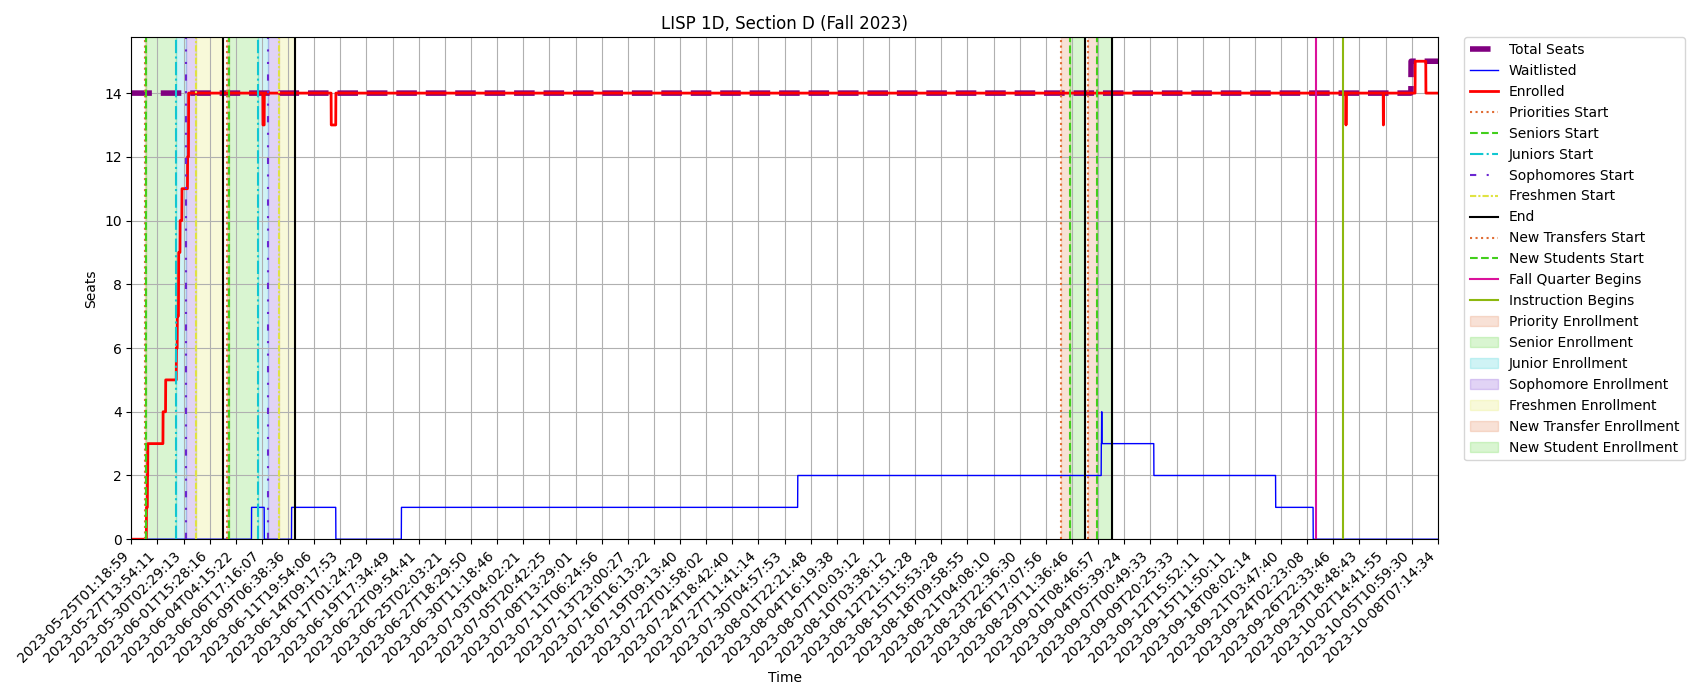 LISP 1D, Section D (Fall 2023)
Seats
14
12
10
8
6
4
2
0
2023-05-25T01:18:59
2023-05-27T13:54:11
2023-05-30T02:29:13
2023-06-01T15:28:16
2023-06-04T04:15:22
2023-06-06T17:16:07
2023-06-09T06:38:36
2023-06-11T19:54:06
2023-06-14T09:17:53
2023-06-17T01:24:29
2023-06-19T17:34:49
2023-06-22T09:54:41
2023-06-25T02:03:21
2023-06-27T18:29:50
2023-06-30T11:18:46
2023-07-03T04:02:21
2023-07-05T20:42:25
2023-07-08T13:29:01
2023-07-11T06:24:56
2023-07-13T23:00:27
2023-07-16T16:13:22
2023-07-19T09:13:40
2023-07-22T01:58:02
2023-07-24T18:42:40
2023-07-27T11:41:14
2023-07-30T04:57:53
2023-08-01T22:21:48
2023-08-04T16:19:38
2023-08-07T10:03:12
2023-08-10T03:38:12
2023-08-12T21:51:28
2023-08-15T15:53:28
2023-08-18T09:58:55
2023-08-21T04:08:10
2023-08-23T22:36:30
2023-08-26T17:07:56
2023-08-29T11:36:46
2023-09-01T08:46:57
2023-09-04T05:39:24
2023-09-07T00:49:33
2023-09-09T20:25:33
2023-09-12T15:52:11
2023-09-15T11:50:11
2023-09-18T08:02:14
2023-09-21T03:47:40
2023-09-24T02:23:08
2023-09-26T22:33:46
2023-09-29T18:48:43
2023-10-02T14:41:55
2023-10-05T10:59:30
2023-10-08T07:14:34
Time
Total Seats
Waitlisted
Enrolled
Priorities Start
Seniors Start
Juniors Start
Sophomores Start
Freshmen Start
End
New Transfers Start
New Students Start
Fall Quarter Begins
Instruction Begins
Priority Enrollment
Senior Enrollment
Junior Enrollment
Sophomore Enrollment
Freshmen Enrollment
New Transfer Enrollment
New Student Enrollment